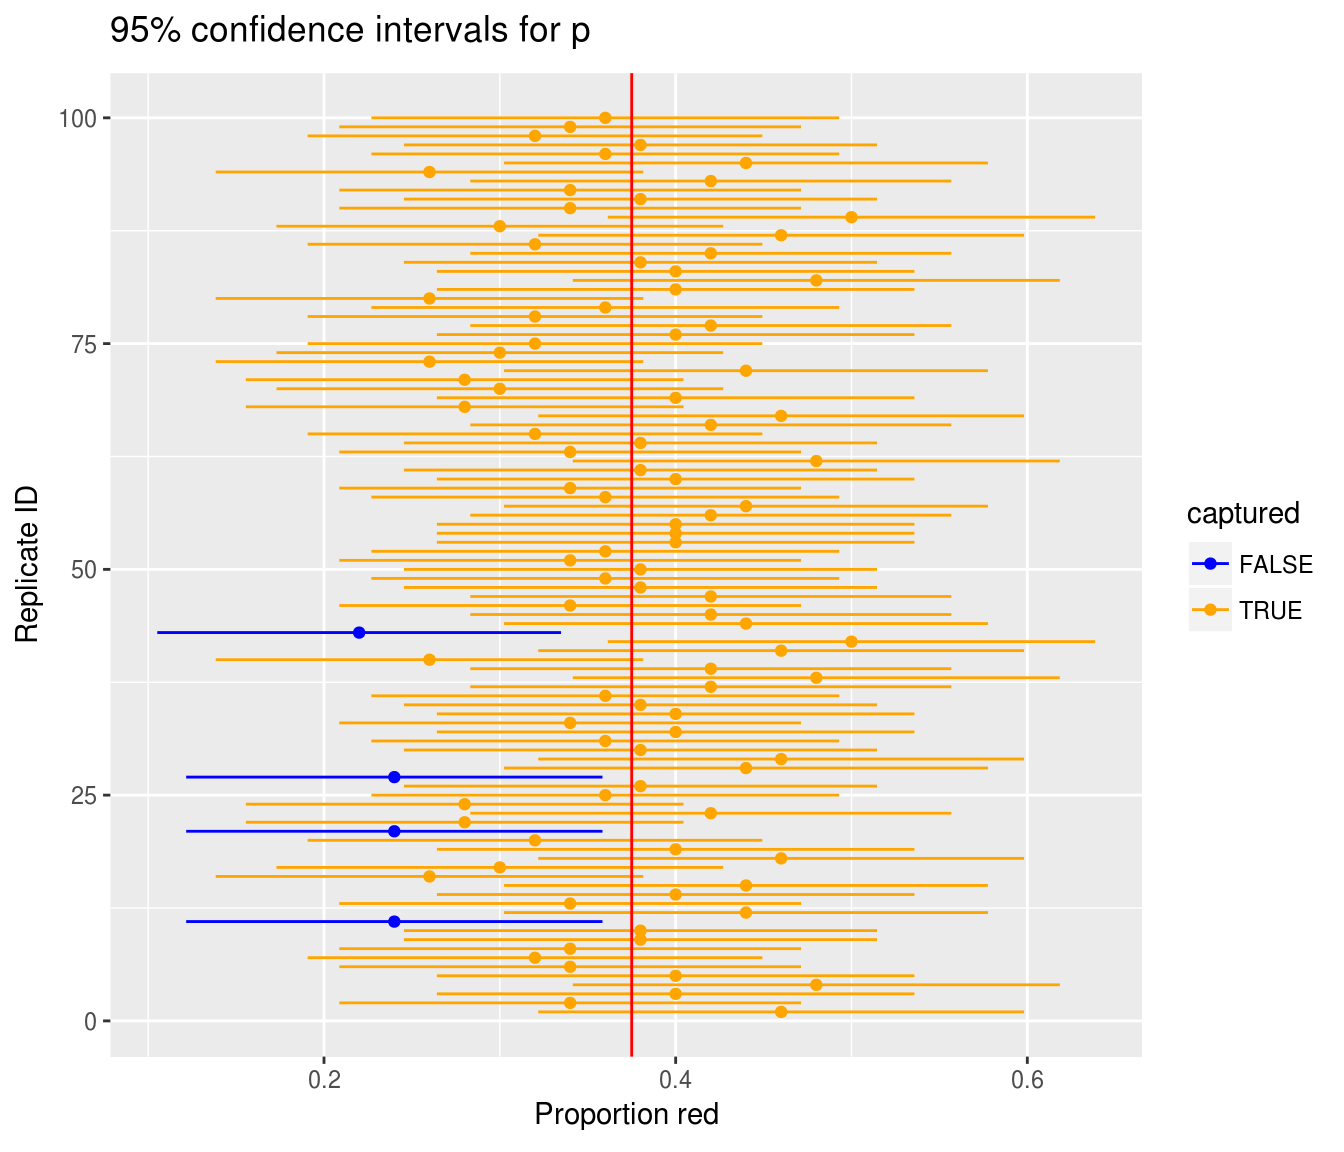 95% confidence intervals for p
Replicate ID
100
75
50
25
0
0.2 0.4 0.6
Proportion red
captured
FALSE
TRUE